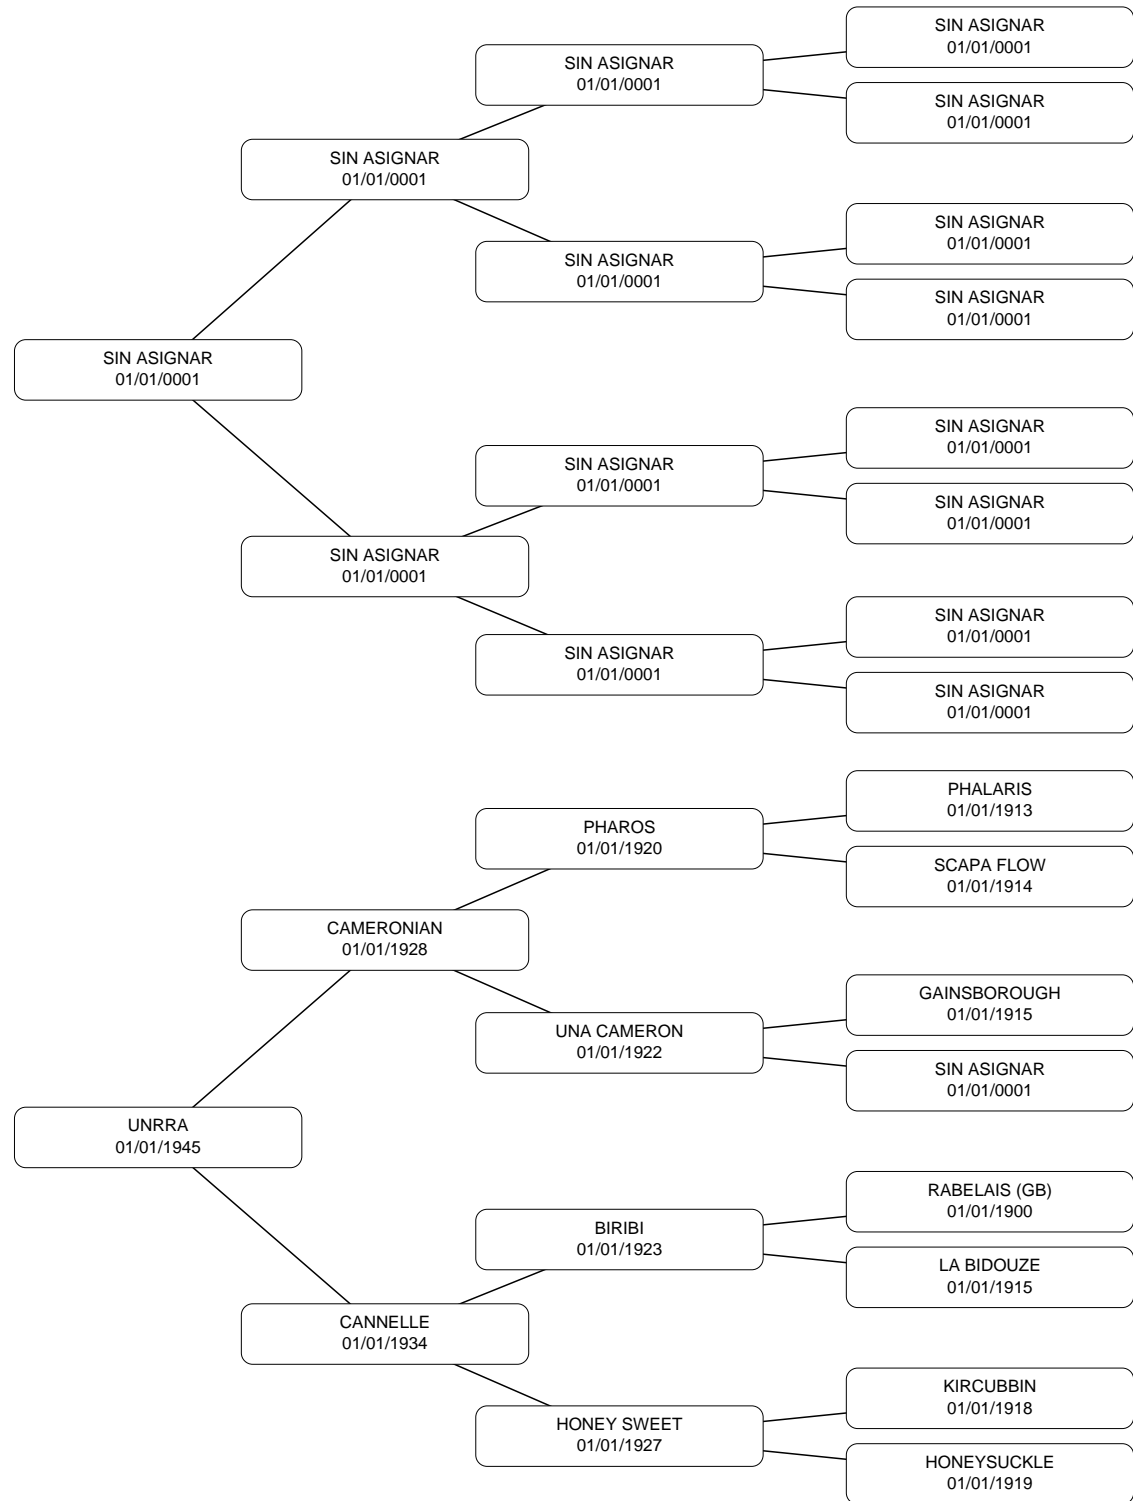 SIN ASIGNAR
01/01/0001
SIN ASIGNAR
01/01/0001
SIN ASIGNAR
01/01/0001
SIN ASIGNAR
01/01/0001
SIN ASIGNAR
01/01/0001
SIN ASIGNAR
01/01/0001
SIN ASIGNAR
01/01/0001
SIN ASIGNAR
01/01/0001
SIN ASIGNAR
01/01/0001
SIN ASIGNAR
01/01/0001
SIN ASIGNAR
01/01/0001
SIN ASIGNAR
01/01/0001
SIN ASIGNAR
01/01/0001
SIN ASIGNAR
01/01/0001
SIN ASIGNAR
01/01/0001
PHALARIS
01/01/1913
PHAROS
01/01/1920
SCAPA FLOW
01/01/1914
CAMERONIAN
01/01/1928
GAINSBOROUGH
01/01/1915
UNA CAMERON
01/01/1922
SIN ASIGNAR
01/01/0001
UNRRA
01/01/1945
RABELAIS (GB)
01/01/1900
BIRIBI
01/01/1923
LA BIDOUZE
01/01/1915
CANNELLE
01/01/1934
KIRCUBBIN
01/01/1918
HONEY SWEET
01/01/1927
HONEYSUCKLE
01/01/1919